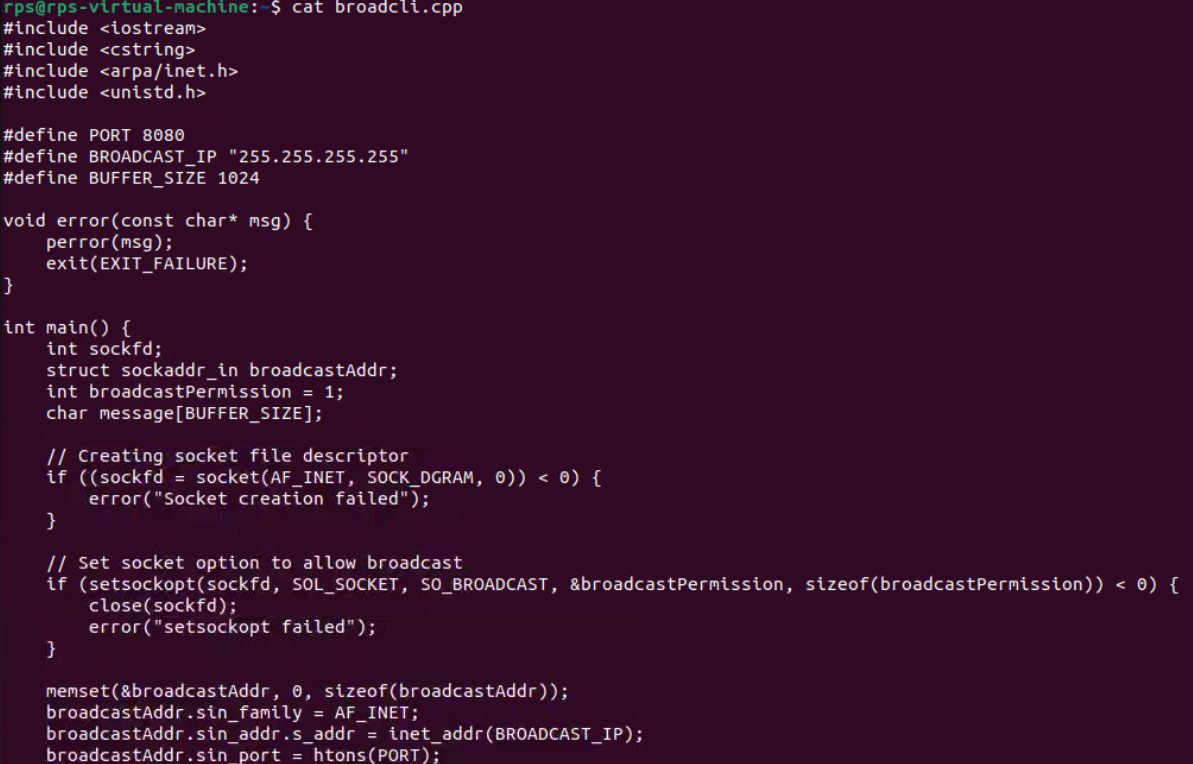 rps@rps-virtual-machine:~$ cat broadcli.cpp
#include <iostream>
#include <cstring>
#include <arpa/inet.h>
#include <unistd.h>

#define PORT 8080
#define BROADCAST_IP "255.255.255.255"
#define BUFFER_SIZE 1024

void error(const char* msg) {
    perror(msg);
    exit(EXIT_FAILURE);
}

int main() {
    int sockfd;
    struct sockaddr_in broadcastAddr;
    int broadcastPermission = 1;
    char message[BUFFER_SIZE];

    // Creating socket file descriptor
    if ((sockfd = socket(AF_INET, SOCK_DGRAM, 0)) < 0) {
        error("Socket creation failed");
    }

    // Set socket option to allow broadcast
    if (setsockopt(sockfd, SOL_SOCKET, SO_BROADCAST, &broadcastPermission, sizeof(broadcastPermission)) < 0) {
        close(sockfd);
        error("setsockopt failed");
    }

    memset(&broadcastAddr, 0, sizeof(broadcastAddr));
    broadcastAddr.sin_family = AF_INET;
    broadcastAddr.sin_addr.s_addr = inet_addr(BROADCAST_IP);
    broadcastAddr.sin_port = htons(PORT);